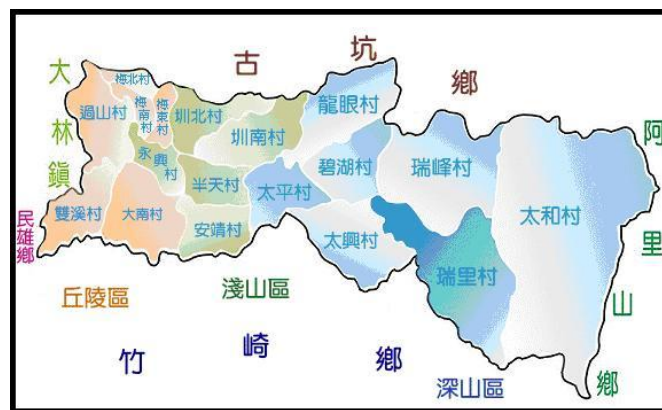 古坑鄉
大林鎮
民雄鄉
竹崎鄉
阿里山鄉
梅北村
過山村
梅南村
梅東村
圳北村
圳南村
龍眼村
永興村
半天村
太平村
碧湖村
瑞峰村
太和村
雙溪村
大南村
安靖村
太興村
瑞里村
丘陵區
淺山區
深山區